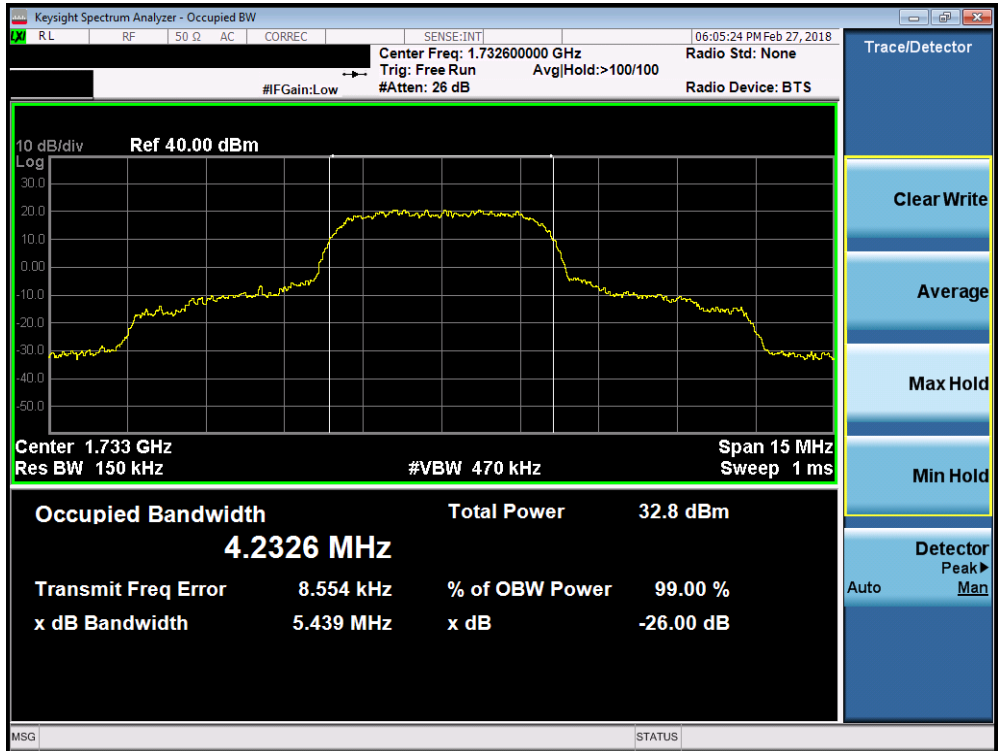 Keysight Spectrum Analyzer - Occupied BW
LXI RL RF 50 Ω AC CORREC SENSE:INT 06:05:24 PM Feb 27, 2018
Center Freq: 1.732600000 GHz Radio Std: None
Trig: Free Run Avg|Hold:>100/100
#IFGain:Low #Atten: 26 dB Radio Device: BTS
10 dB/div Ref 40.00 dBm
Log
30.0
20.0
10.0
0.00
-10.0
-20.0
-30.0
-40.0
-50.0
Center 1.733 GHz Span 15 MHz
Res BW 150 kHz #VBW 470 kHz Sweep 1 ms
Occupied Bandwidth Total Power 32.8 dBm
4.2326 MHz
Transmit Freq Error 8.554 kHz % of OBW Power 99.00 %
x dB Bandwidth 5.439 MHz x dB -26.00 dB
MSG STATUS
Trace/Detector
Clear Write
Average
Max Hold
Min Hold
Detector
Peak▶
Auto Man